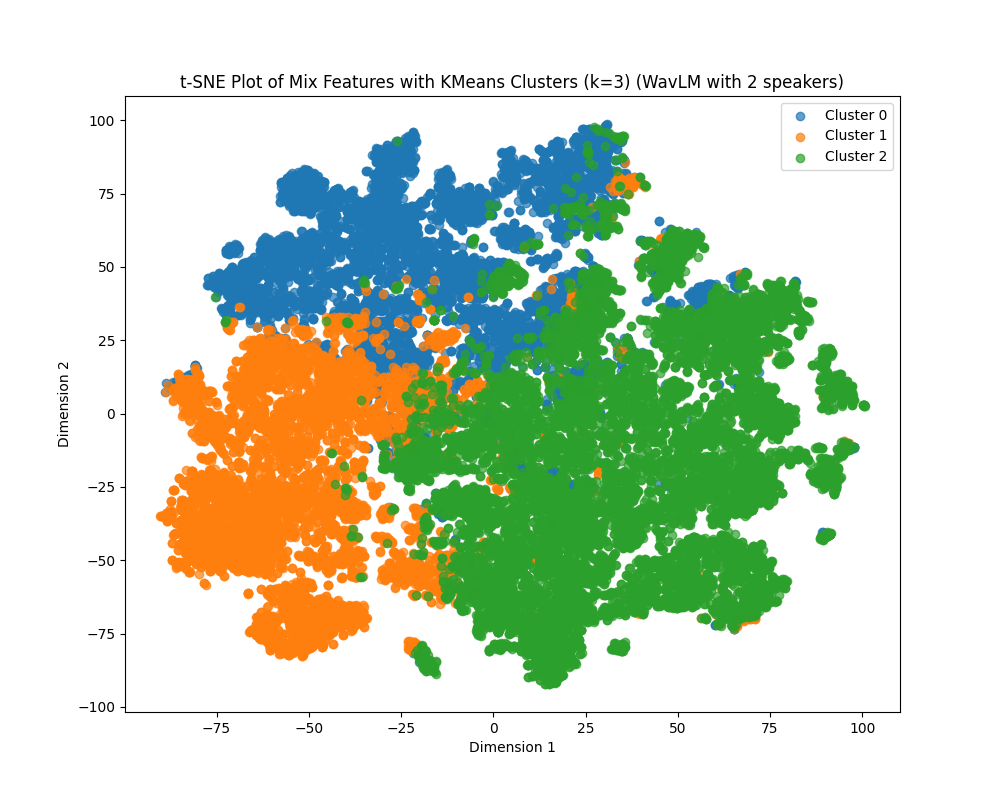 t-SNE Plot of Mix Features with KMeans Clusters (k=3) (WavLM with 2 speakers)
Cluster 0
Cluster 1
Cluster 2
100
75
50
25
0
−25
−50
−75
−100
Dimension 2
−75 −50 −25 0 25 50 75 100
Dimension 1